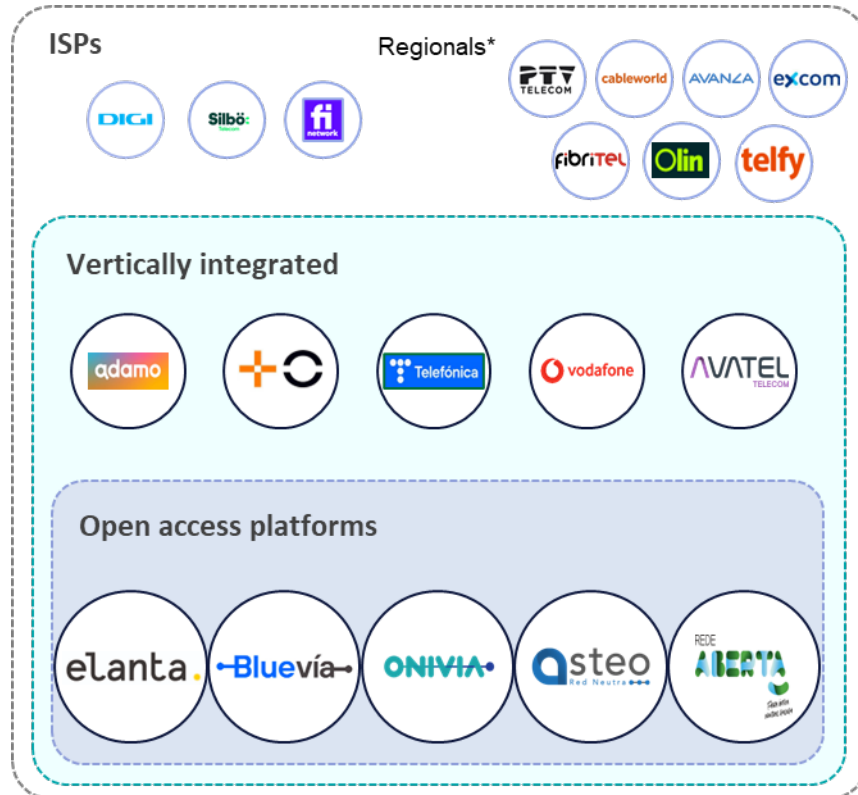 ISPs
Regionals*
DIGI
Silbö:
Telecom
fi
network
PTV
TELECOM
cableworld
AVANZA
excom
fibritel
Olin
telfy
Vertically integrated
adamo
Telefónica
vodafone
AVATEL
TELECOM
Open access platforms
elanta.
Bluevía
ONIVIA
asteo
Red Neutra
REDE
ABERTA